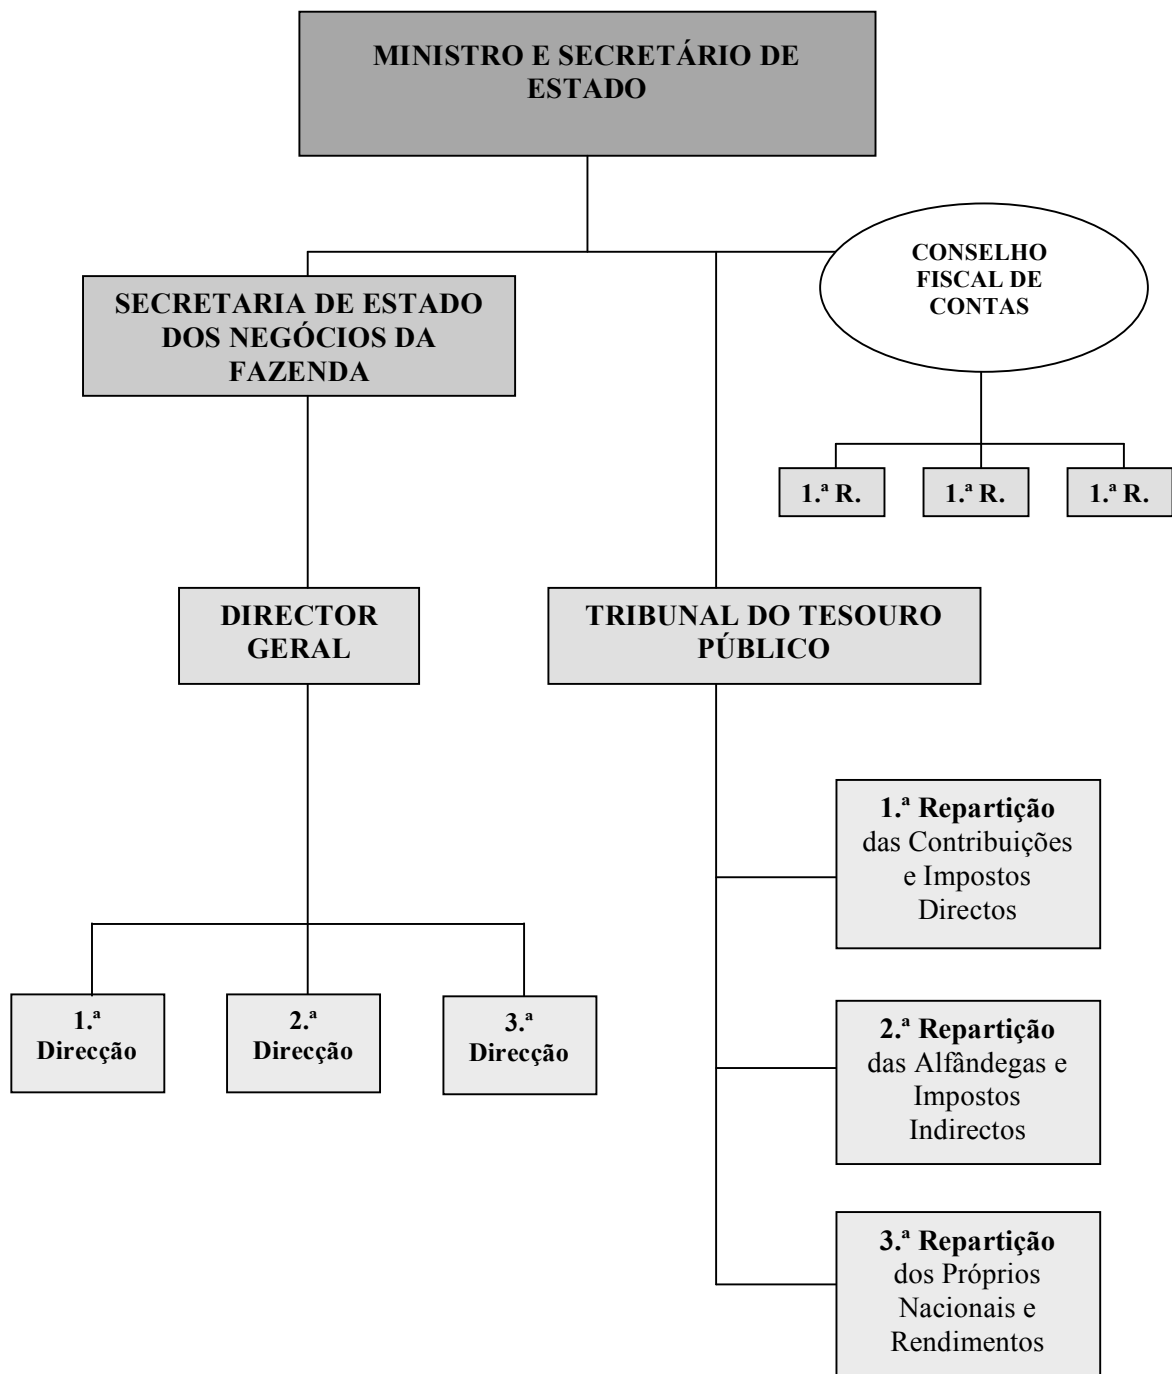 MINISTRO E SECRETÁRIO DE
ESTADO
CONSELHO
FISCAL DE
CONTAS
SECRETARIA DE ESTADO
DOS NEGÓCIOS DA
FAZENDA
1.ª R.
1.ª R.
1.ª R.
DIRECTOR
GERAL
TRIBUNAL DO TESOURO
PÚBLICO
1.ª Repartição
das Contribuições
e Impostos
Directos
1.ª
Direcção
2.ª
Direcção
3.ª
Direcção
2.ª Repartição
das Alfândegas e
Impostos
Indirectos
3.ª Repartição
dos Próprios
Nacionais e
Rendimentos